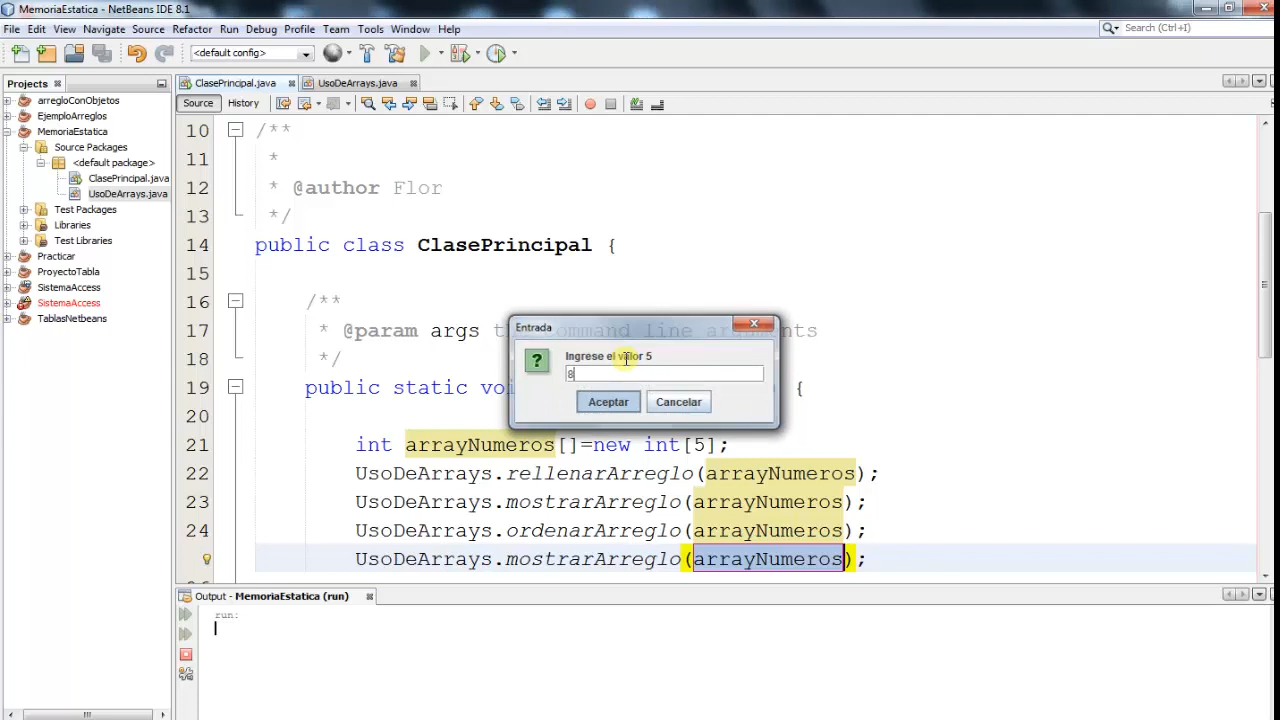 MemoriaEstatica - NetBeans IDE 8.1
File Edit View Navigate Source Refactor Run Debug Profile Team Tools Window Help
Search (Ctrl+I)
<default config>
Projects
ClasePrincipal.java
UsoDeArrays.java
Source History
arregloConObjetos
EjemploArreglos
MemoriaEstatica
Source Packages
<default package>
ClasePrincipal.java
UsoDeArrays.java
Test Packages
Libraries
Test Libraries
Practicar
ProyectoTabla
SistemaAccess
SistemaAccess
TablasNetbeans
10 /**
11 *
12 * @author Flor
13 */
14 public class ClasePrincipal {
15
16 /**
17 * @param args the command line arguments
18 */
19 public static {
20
21 int arrayNumeros[]=new int[5];
22 UsoDeArrays.rellenarArreglo(arrayNumeros);
23 UsoDeArrays.mostrarArreglo(arrayNumeros);
24 UsoDeArrays.ordenarArreglo(arrayNumeros);
UsoDeArrays.mostrarArreglo(arrayNumeros);
Entrada
Ingrese el valor 5
8
Aceptar Cancelar
Output - MemoriaEstatica (run)
run: